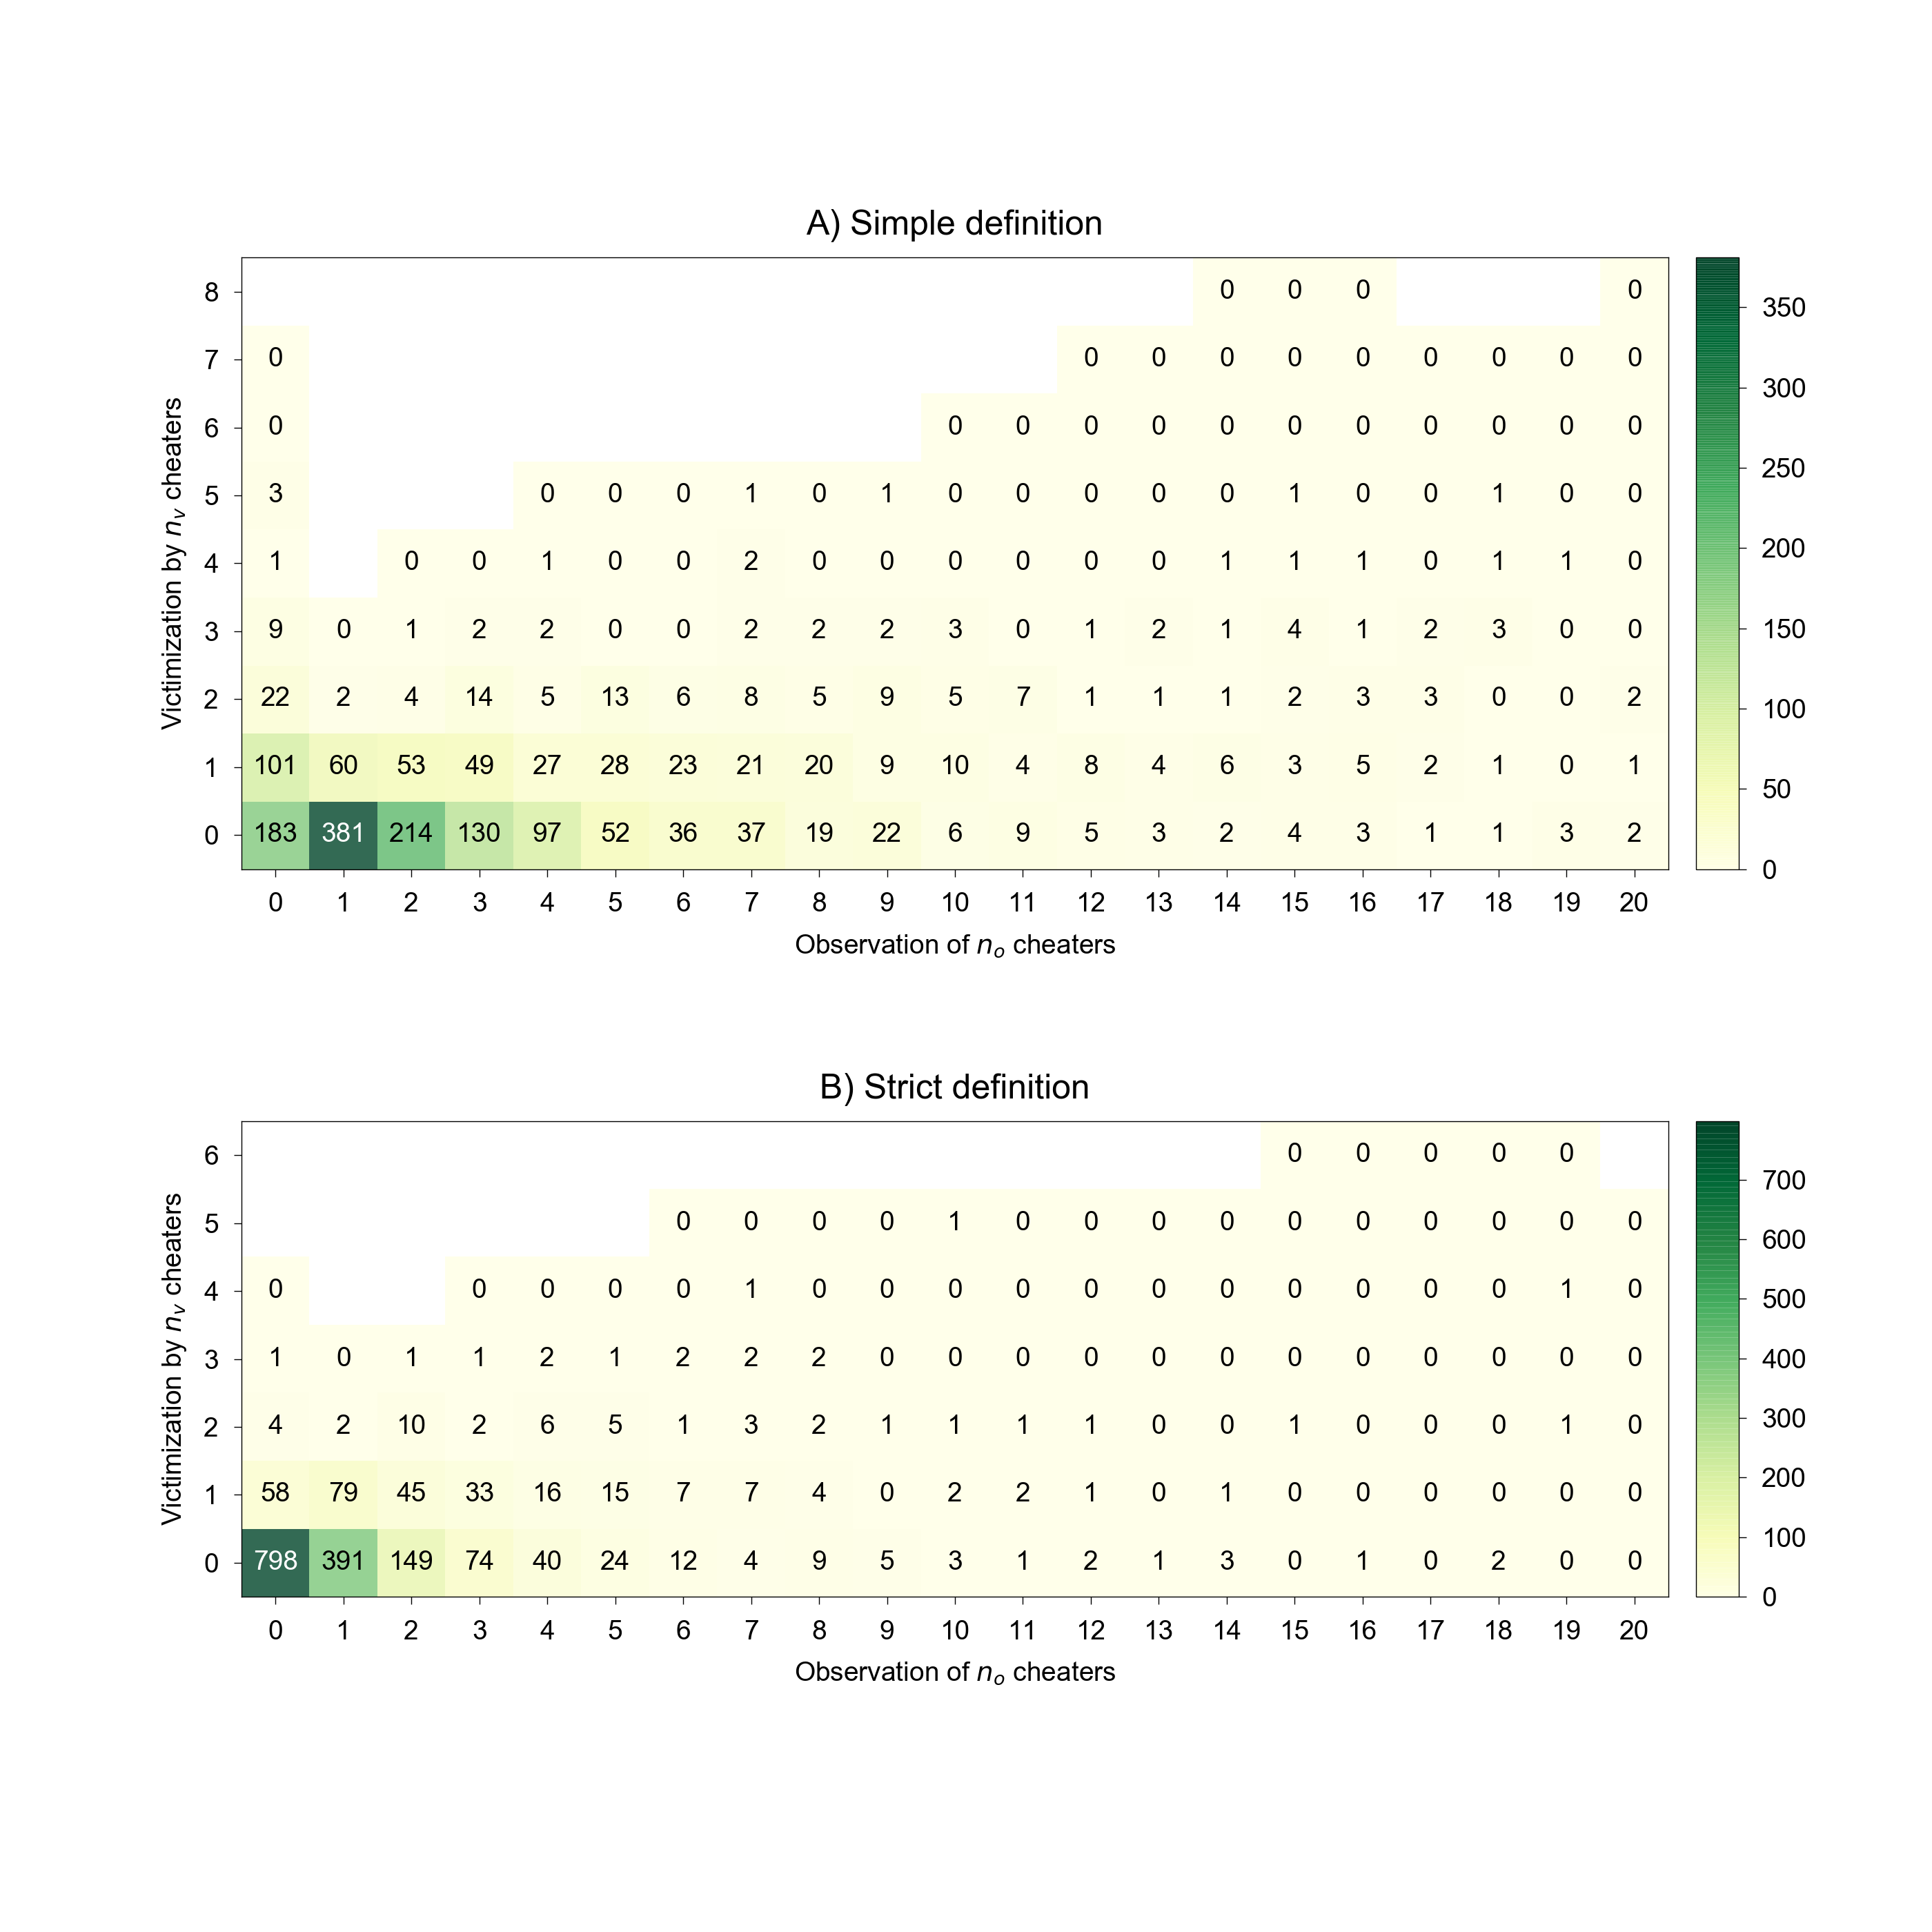 A) Simple definition
8 0 0 0 0 350
7 0 0 0 0 0 0 0 0 0 0 300
6 0 0 0 0 0 0 0 0 0 0 0 0 250
5 3 0 0 0 1 0 1 0 0 0 0 0 1 0 0 1 0 0 200
4 1 0 0 1 0 0 2 0 0 0 0 0 0 1 1 1 0 1 1 0
3 9 0 1 2 2 0 0 2 2 2 3 0 1 2 1 4 1 2 3 0 0 150
2 22 2 4 14 5 13 6 8 5 9 5 7 1 1 1 2 3 3 0 0 2 100
1 101 60 53 49 27 28 23 21 20 9 10 4 8 4 6 3 5 2 1 0 1 50
0 183 381 214 130 97 52 36 37 19 22 6 9 5 3 2 4 3 1 1 3 2 0
0 1 2 3 4 5 6 7 8 9 10 11 12 13 14 15 16 17 18 19 20
Victimization by nᵥ cheaters
Observation of nₒ cheaters
B) Strict definition
6 0 0 0 0 0 700
5 0 0 0 0 1 0 0 0 0 0 0 0 0 0 0 600
4 0 0 0 0 0 1 0 0 0 0 0 0 0 0 0 0 0 0 1 0 500
3 1 0 1 1 2 1 2 2 2 0 0 0 0 0 0 0 0 0 0 0 0 400
2 4 2 10 2 6 5 1 3 2 1 1 1 1 0 0 1 0 0 0 1 0 300
1 58 79 45 33 16 15 7 7 4 0 2 2 1 0 1 0 0 0 0 0 0 200
0 798 391 149 74 40 24 12 4 9 5 3 1 2 1 3 0 1 0 2 0 0 100
0
0 1 2 3 4 5 6 7 8 9 10 11 12 13 14 15 16 17 18 19 20
Victimization by nᵥ cheaters
Observation of nₒ cheaters